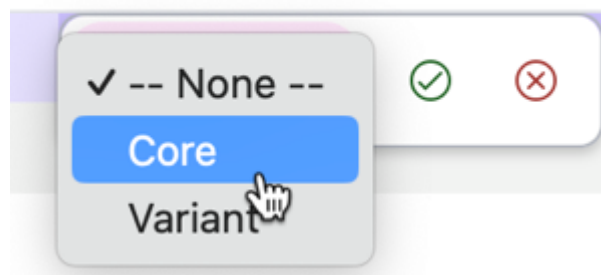 ✓ -- None --
Core
Variant